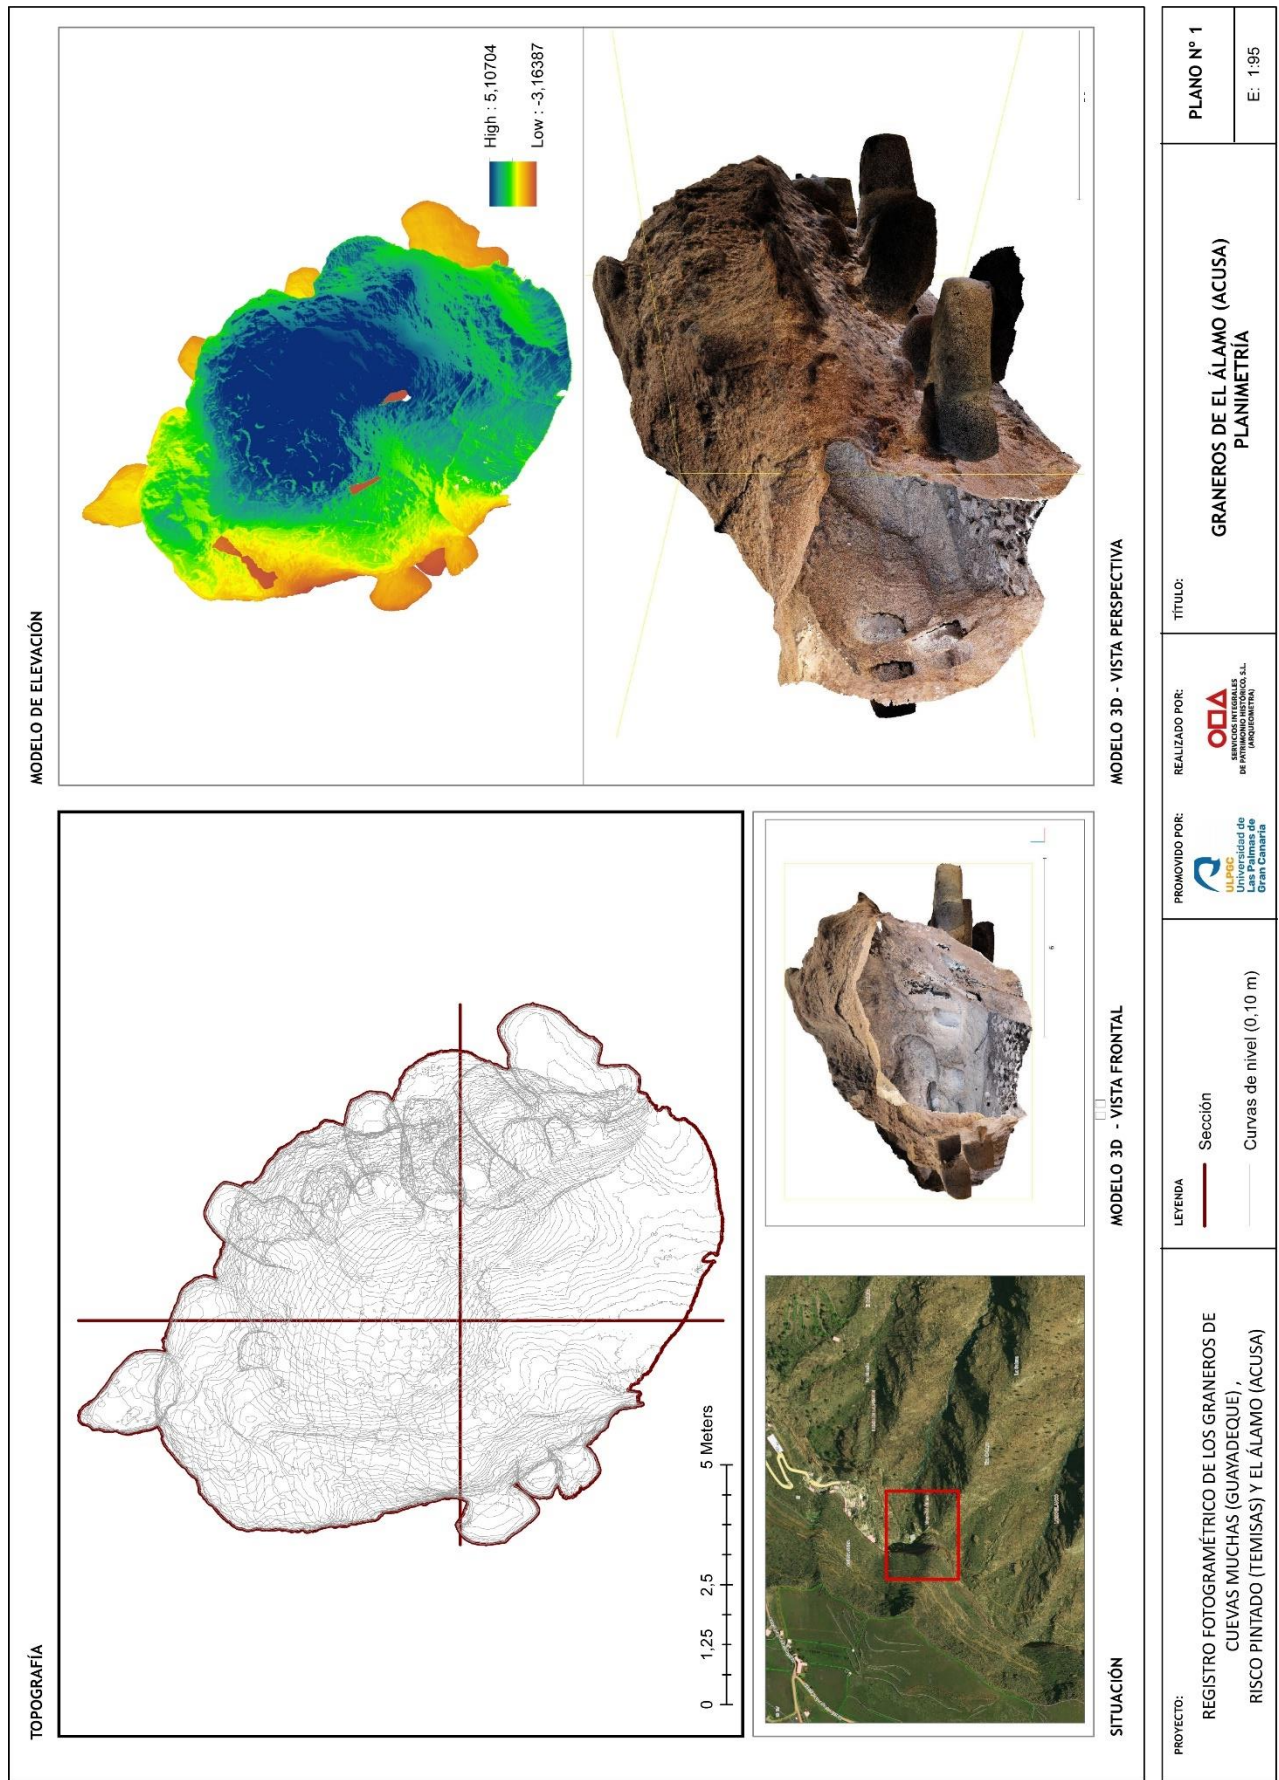 TOPOGRAFÍA
0 1,25 2,5 5 Meters
MODELO DE ELEVACIÓN
High : 5,10704
Low : -3,16387
SITUACIÓN
MODELO 3D - VISTA FRONTAL
MODELO 3D - VISTA PERSPECTIVA
PROYECTO:
REGISTRO FOTOGRAMÉTRICO DE LOS GRANEROS DE
CUEVAS MUCHAS (GUAYADEQUE) ,
RISCO PINTADO (TEMISAS) Y EL ÁLAMO (ACUSA)
LEYENDA
Sección
Curvas de nivel (0,10 m)
PROMOVIDO POR:
ULPGC
Universidad de
Las Palmas de
Gran Canaria
REALIZADO POR:
SERVICIOS INTEGRALES
DE PATRIMONIO HISTÓRICO, S.L.
(ARQUEOMETRA)
TÍTULO:
GRANEROS DE EL ÁLAMO (ACUSA)
PLANIMETRÍA
PLANO Nº 1
E: 1:95